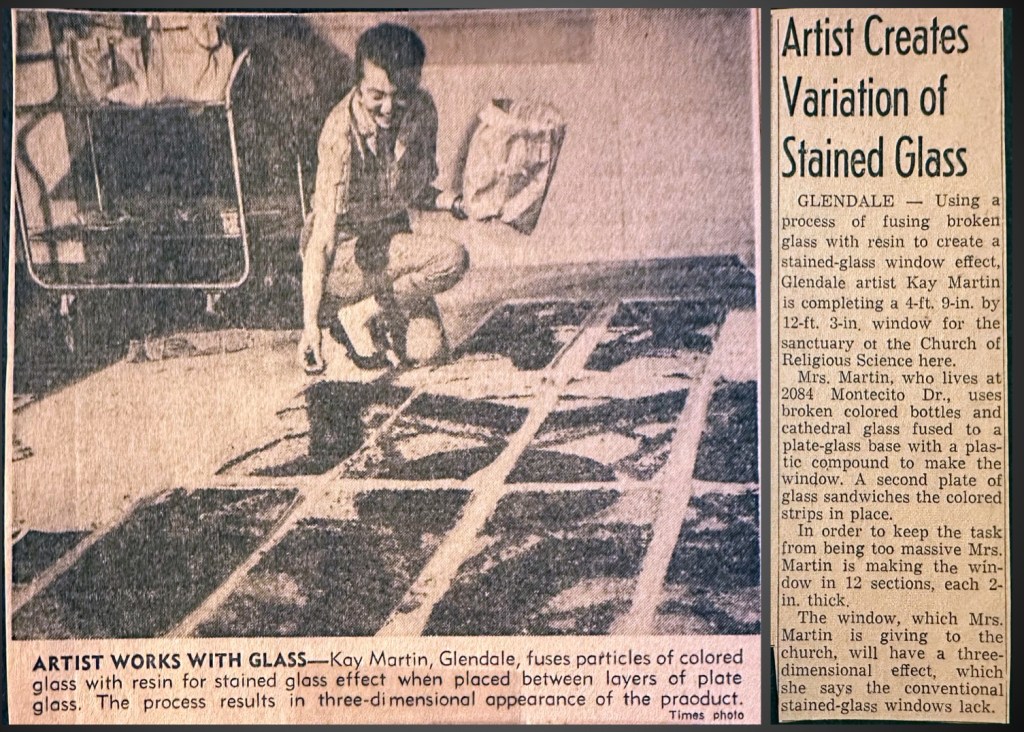 ARTIST WORKS WITH GLASS—Kay Martin, Glendale, fuses particles of colored
glass with resin for stained glass effect when placed between layers of plate
glass. The process results in three-dimensional appearance of the praoduct.
Times photo
Artist Creates
Variation of
Stained Glass
GLENDALE — Using a
process of fusing broken
glass with resin to create a
stained-glass window effect,
Glendale artist Kay Martin
is completing a 4-ft. 9-in. by
12-ft. 3-in. window for the
sanctuary ot the Church of
Religious Science here.
Mrs. Martin, who lives at
2084 Montecito Dr., uses
broken colored bottles and
cathedral glass fused to a
plate-glass base with a plas-
tic compound to make the
window. A second plate of
glass sandwiches the colored
strips in place.
In order to keep the task
from being too massive Mrs.
Martin is making the win-
dow in 12 sections, each 2-
in. thick.
The window, which Mrs.
Martin is giving to the
church, will have a three-
dimensional effect, which
she says the conventional
stained-glass windows lack.